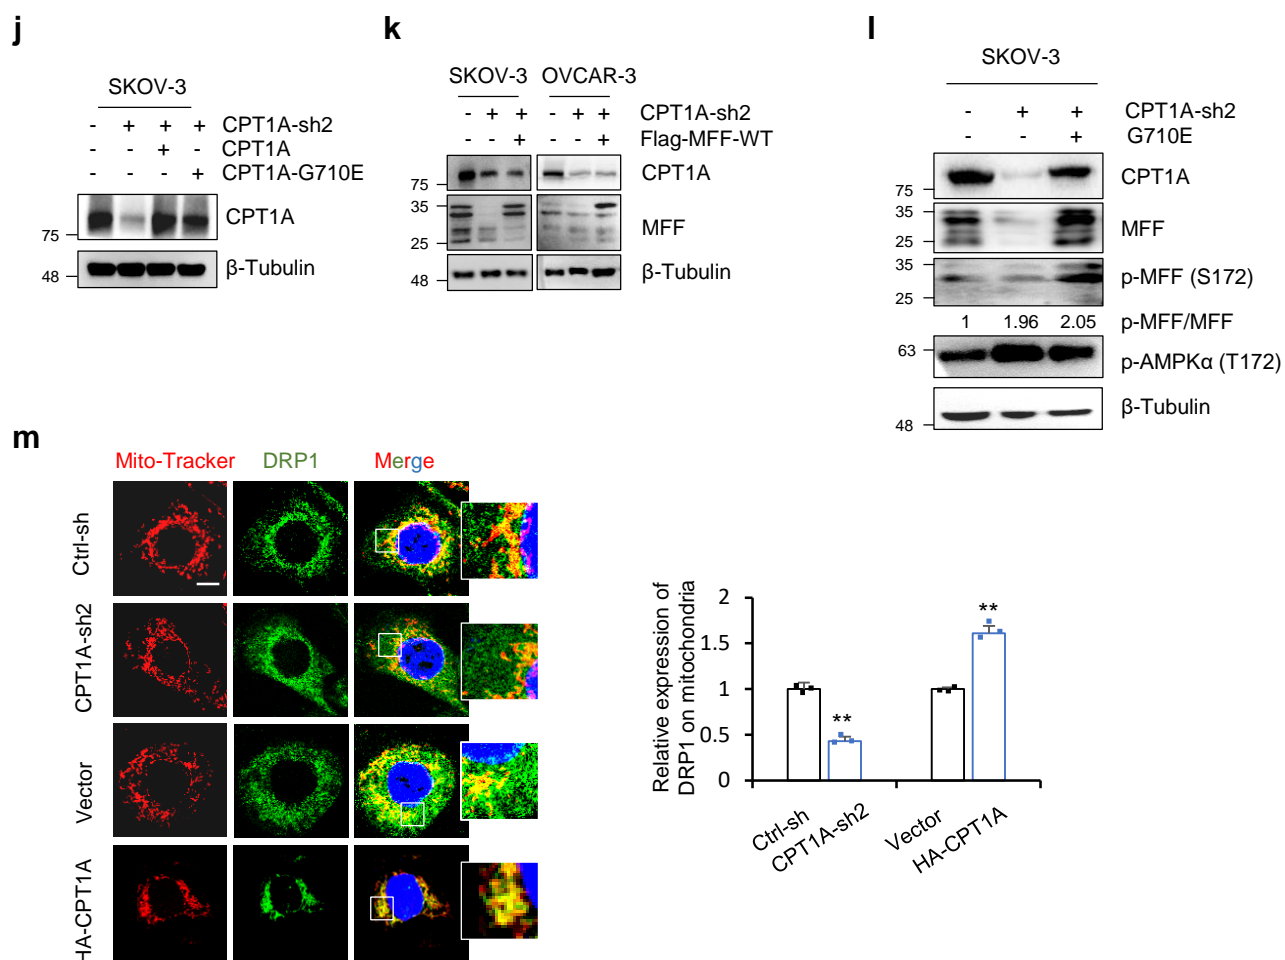 j
SKOV-3
- + + + CPT1A-sh2
- - + - CPT1A
- - - + CPT1A-G710E
CPT1A
75
β-Tubulin
48
k
SKOV-3 OVCAR-3
- + + - + + CPT1A-sh2
- - + - - + Flag-MFF-WT
CPT1A
75
35
MFF
25
β-Tubulin
48
l
SKOV-3
- + + CPT1A-sh2
- - + G710E
CPT1A
75
35
MFF
25
35
p-MFF (S172)
25
1 1.96 2.05 p-MFF/MFF
63
p-AMPKα (T172)
β-Tubulin
48
m
Mito-Tracker DRP1 Merge
Ctrl-sh
CPT1A-sh2
Vector
HA-CPT1A
Relative expression of
DRP1 on mitochondria
2
1.5
1
0.5
0
**
**
Ctrl-sh
CPT1A-sh2
Vector
HA-CPT1A